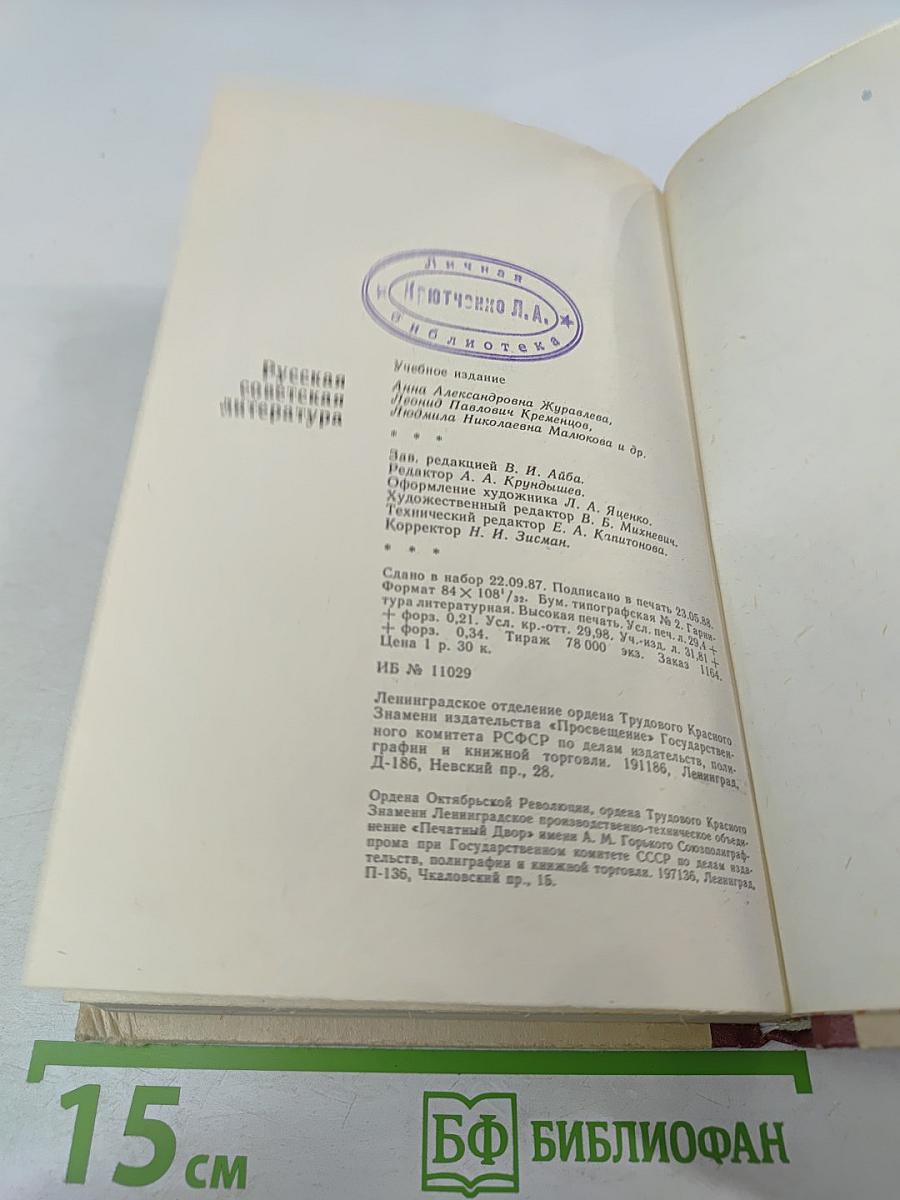 Личная
Крютченко Л.А.
библиотека
Русская
советская
литература
Учебное издание
Анна Александровна Журавлева,
Леонид Павлович Кременцов,
Людмила Николаевна Малюкова и др.
* * *
Зав. редакцией В. И. Айба.
Редактор А. А. Крундышев.
Оформление художника Л. А. Яценко.
Художественный редактор В. Б. Михневич.
Технический редактор Е. А. Капитонова.
Корректор Н. И. Зисман.
* * *
Сдано в набор 22.09.87. Подписано в печать 23.05.88.
Формат 84 × 108¹/₃₂. Бум. типографская № 2. Гарни-
тура литературная. Высокая печать. Усл. печ. л. 29,4 +
+ форз. 0,21. Усл. кр.-отт. 29,98. Уч.-изд. л. 31,81 +
+ форз. 0,34. Тираж 78 000 экз. Заказ 1164.
Цена 1 р. 30 к.
ИБ № 11029
Ленинградское отделение ордена Трудового Красного
Знамени издательства «Просвещение» Государствен-
ного комитета РСФСР по делам издательств, поли-
графии и книжной торговли. 191186, Ленинград,
Д-186, Невский пр., 28.
Ордена Октябрьской Революции, ордена Трудового Красного
Знамени Ленинградское производственно-техническое объеди-
нение «Печатный Двор» имени А. М. Горького Союзполиграф-
прома при Государственном комитете СССР по делам изда-
тельств, полиграфии и книжной торговли. 197136, Ленинград,
П-136, Чкаловский пр., 15.
15 см
БФ БИБЛИОФАН